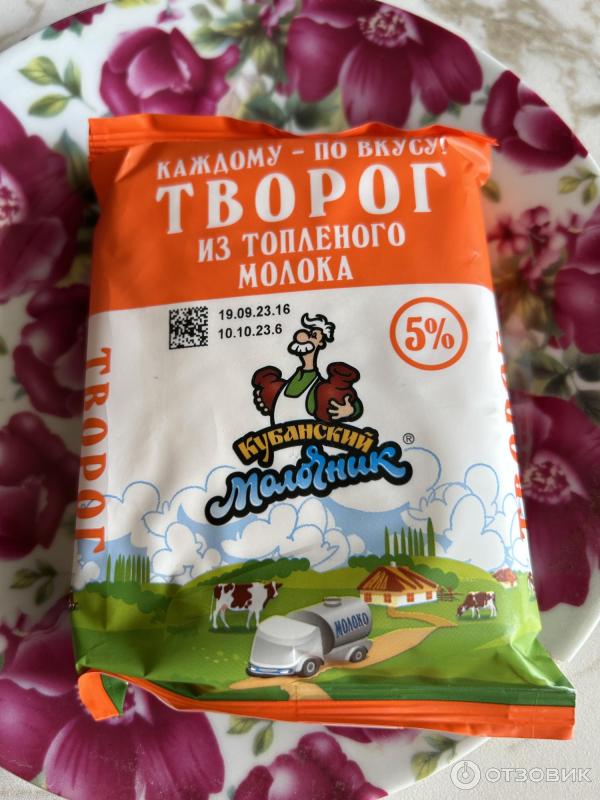 КАЖДОМУ – ПО ВКУСУ!
ТВОРОГ
ИЗ ТОПЛЕНОГО
МОЛОКА
19.09.23.16
10.10.23.6
5%
Кубанский
Молочник ®
МОЛОКО
ТВОРОГ
ОТЗОВИК